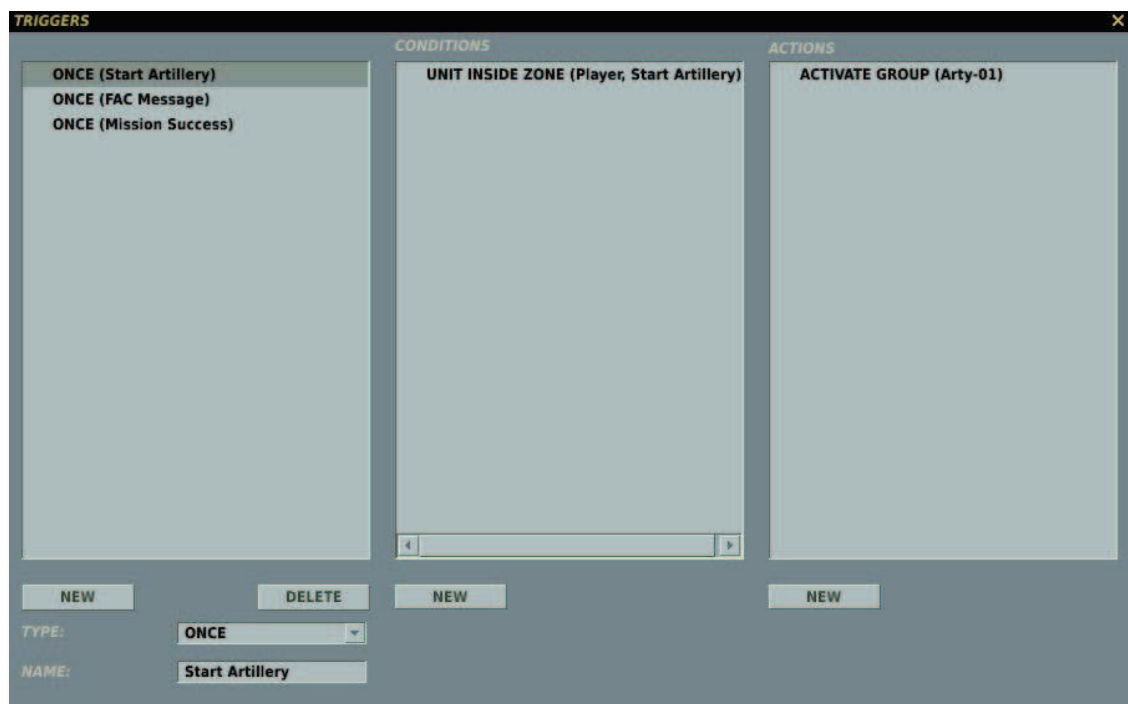 TRIGGERS
CONDITIONS
ACTIONS
ONCE (Start Artillery)
ONCE (FAC Message)
ONCE (Mission Success)
UNIT INSIDE ZONE (Player, Start Artillery)
ACTIVATE GROUP (Arty-01)
NEW
DELETE
NEW
NEW
TYPE:
ONCE
NAME:
Start Artillery